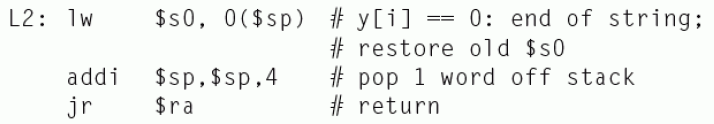 L2: lw $s0, 0($sp) # y[i] == 0: end of string;
# restore old $s0
addi $sp,$sp,4 # pop 1 word off stack
jr $ra # return